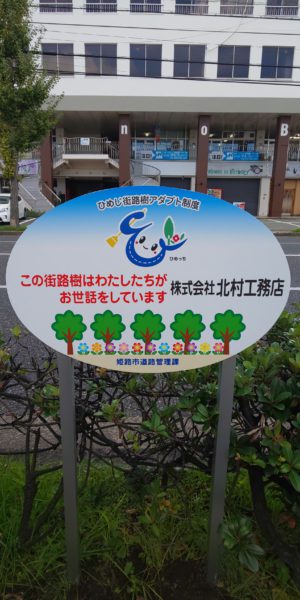 ひめじ街路樹アダプト制度
ひめっち
この街路樹はわたしたちが
お世話をしています
株式会社北村工務店
姫路市道路管理課
n o B